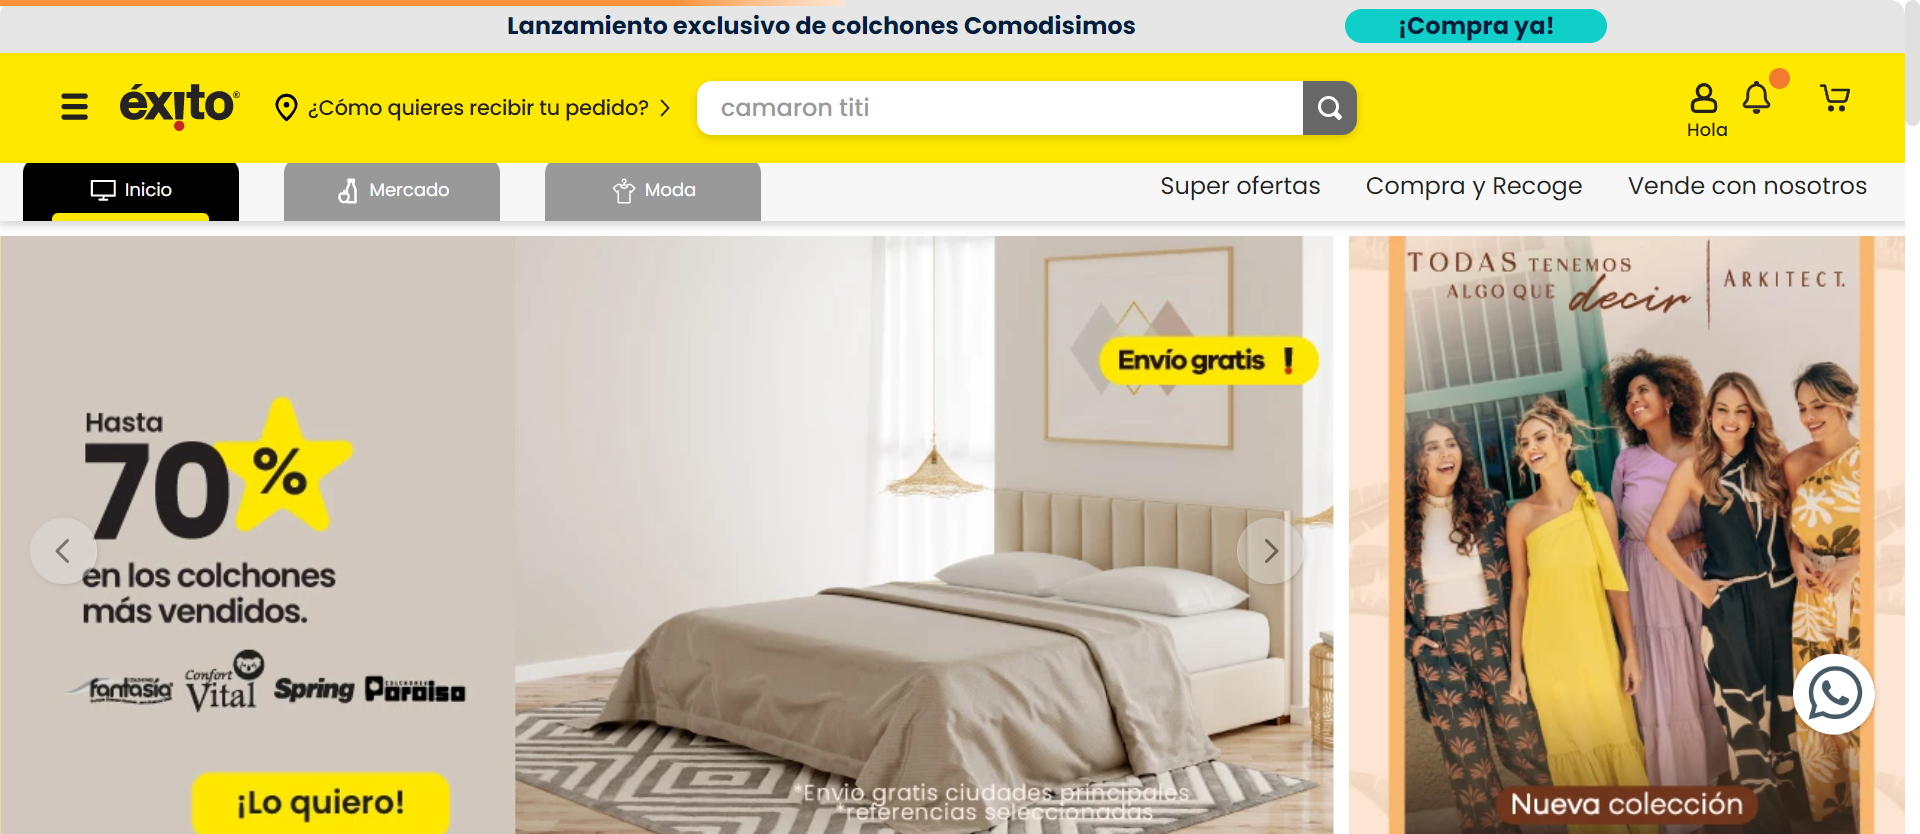 Lanzamiento exclusivo de colchones Comodisimos
¡Compra ya!
éxito®
¿Cómo quieres recibir tu pedido?
camaron titi
Hola
Inicio
Mercado
Moda
Super ofertas
Compra y Recoge
Vende con nosotros
Hasta
70%
en los colchones
más vendidos.
fantasía
Confort
Vital
Spring
Paraiso
¡Lo quiero!
Envío gratis
*Envio gratis ciudades principales
*referencias seleccionadas
TODAS TENEMOS
ALGO QUE decir
ARKITECT.
Nueva colección